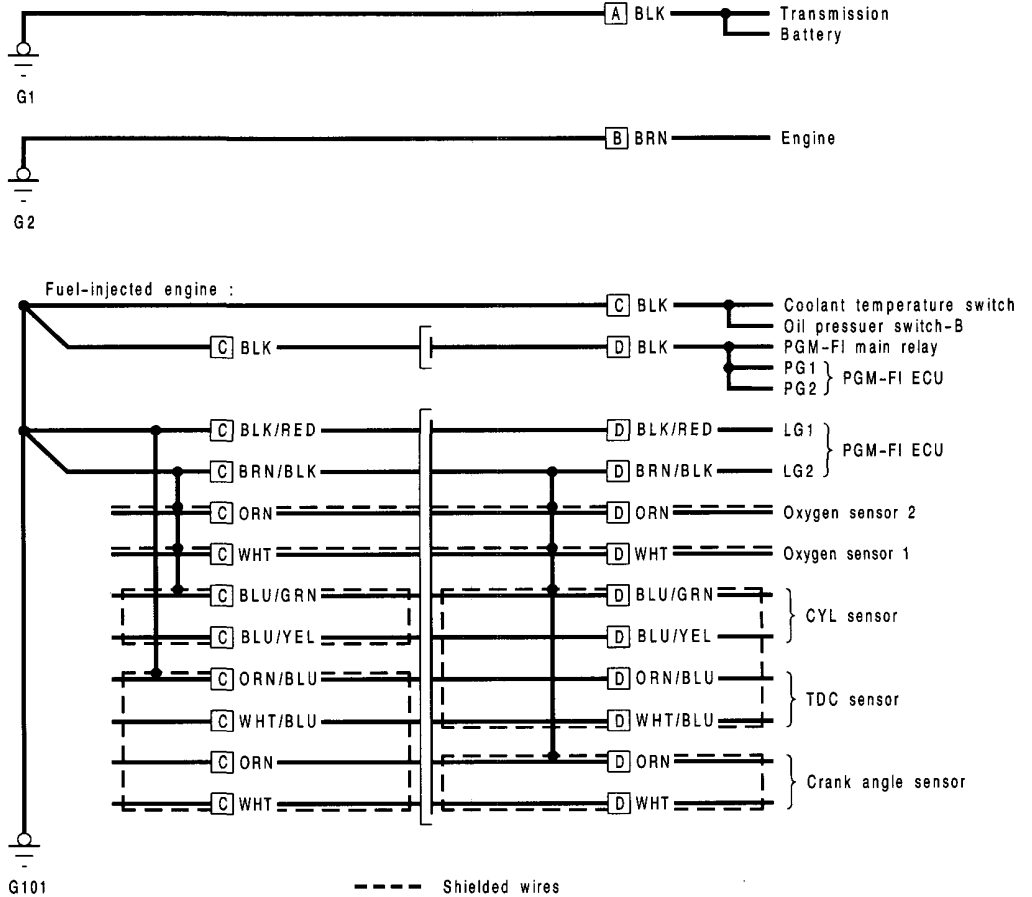 A BLK Transmission
Battery
G1
B BRN Engine
G2
Fuel-injected engine :
C BLK Coolant temperature switch
Oil pressuer switch-B
C BLK D BLK PGM-FI main relay
PG1
PG2 PGM-FI ECU
C BLK/RED D BLK/RED LG1
PGM-FI ECU
C BRN/BLK D BRN/BLK LG2
C ORN D ORN Oxygen sensor 2
C WHT D WHT Oxygen sensor 1
C BLU/GRN D BLU/GRN
CYL sensor
C BLU/YEL D BLU/YEL
C ORN/BLU D ORN/BLU
TDC sensor
C WHT/BLU D WHT/BLU
C ORN D ORN
Crank angle sensor
C WHT D WHT
G101
Shielded wires